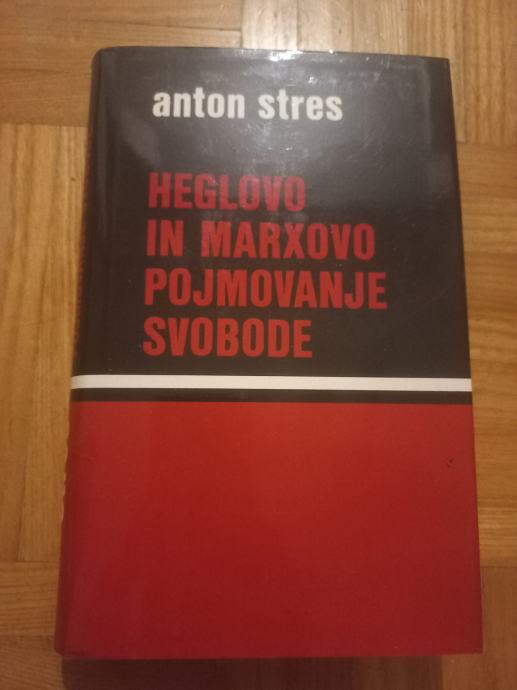 anton stres
HEGLOVO
IN MARXOVO
POJMOVANJE
SVOBODE